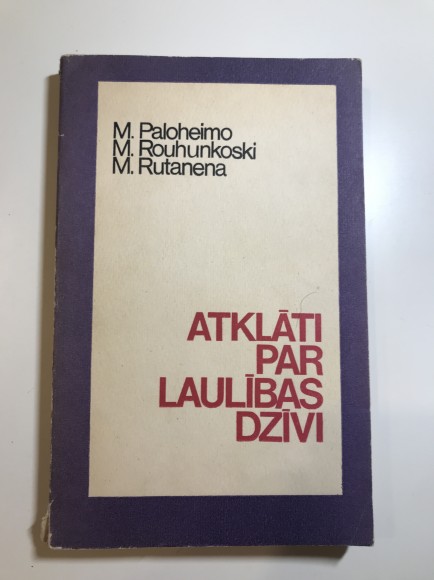 M. Paloheimo
M. Rouhunkoski
M. Rutanena
ATKLĀTI
PAR
LAULĪBAS
DZĪVI